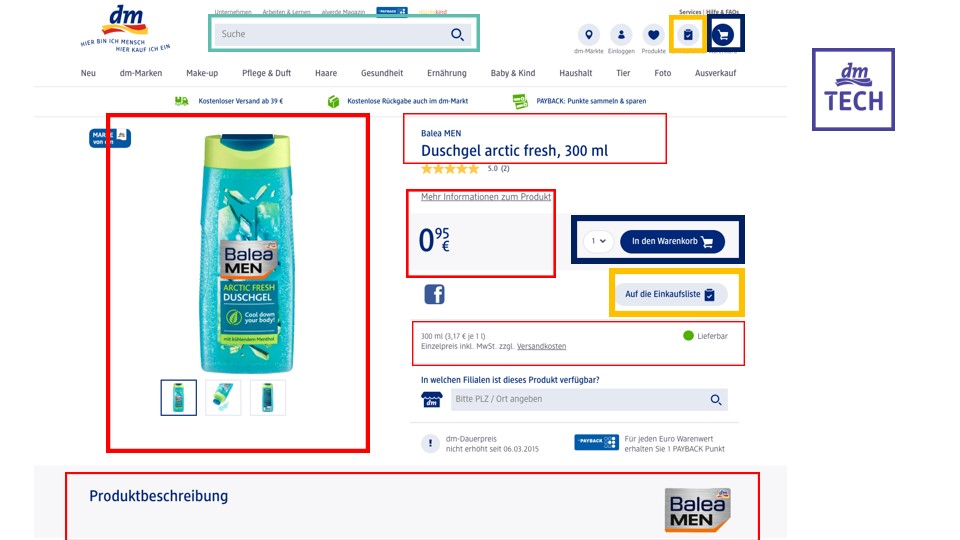 Unternehmen Arbeiten & Lernen alverde Magazin PAYBACK glückskind
Services | Hilfe & FAQs
dm
HIER BIN ICH MENSCH
HIER KAUF ICH EIN
Suche
dm-Märkte Einloggen Produkte
dm
TECH
Neu dm-Marken Make-up Pflege & Duft Haare Gesundheit Ernährung Baby & Kind Haushalt Tier Foto Ausverkauf
Kostenloser Versand ab 39 € Kostenlose Rückgabe auch im dm-Markt PAYBACK: Punkte sammeln & sparen
MARKE
von dm
Balea
MEN
ARCTIC FRESH
DUSCHGEL
Cool down
your body!
mit kühlendem Menthol
Balea MEN
Duschgel arctic fresh, 300 ml
5.0 (2)
Mehr Informationen zum Produkt
0,95 €
1 In den Warenkorb
Auf die Einkaufsliste
300 ml (3,17 € je 1 l)
Lieferbar
Einzelpreis inkl. MwSt. zzgl. Versandkosten
In welchen Filialen ist dieses Produkt verfügbar?
dm Bitte PLZ / Ort angeben
! dm-Dauerpreis
nicht erhöht seit 06.03.2015
PAYBACK Für jeden Euro Warenwert
erhalten Sie 1 PAYBACK Punkt
Produktbeschreibung
Balea
MEN